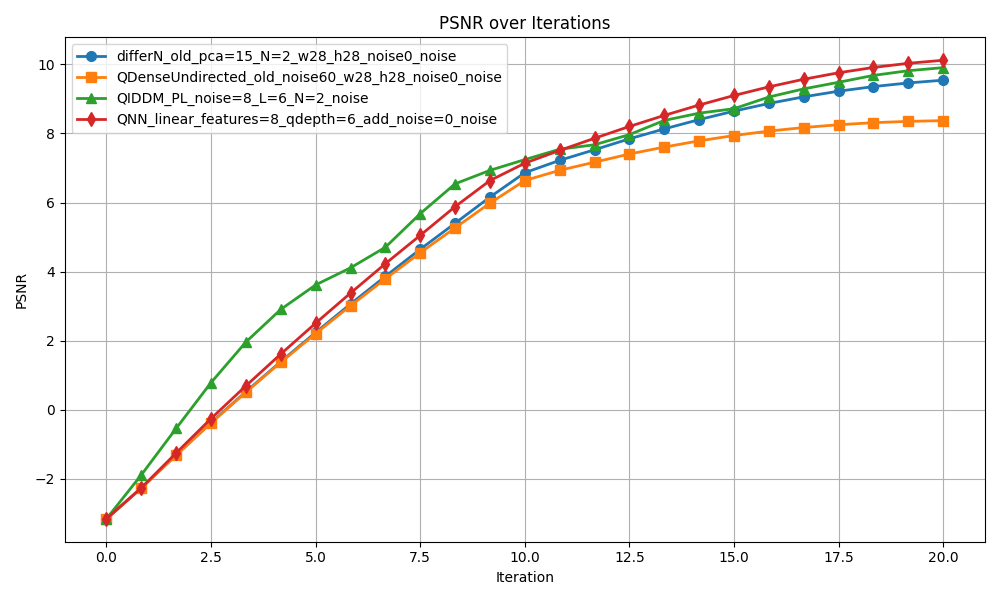 PSNR over Iterations
differN_old_pca=15_N=2_w28_h28_noise0_noise
QDenseUndirected_old_noise60_w28_h28_noise0_noise
QIDDM_PL_noise=8_L=6_N=2_noise
QNN_linear_features=8_qdepth=6_add_noise=0_noise
PSNR
10
8
6
4
2
0
−2
0.0 2.5 5.0 7.5 10.0 12.5 15.0 17.5 20.0
Iteration